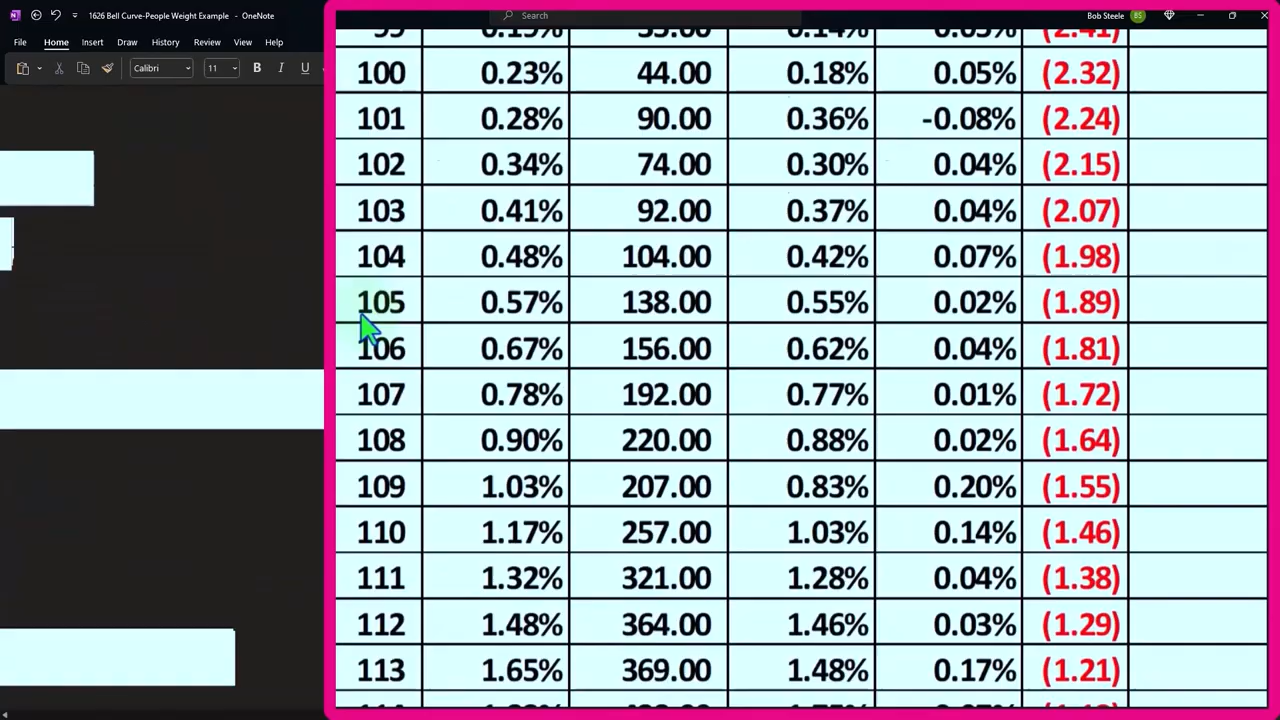 1626 Bell Curve-People Weight Example - OneNote
Search
Bob Steele BS
File Home Insert Draw History Review View Help
Calibri 11 B I U
99 0.19% 0.14% (2.41)
100 0.23% 44.00 0.18% 0.05% (2.32)
101 0.28% 90.00 0.36% -0.08% (2.24)
102 0.34% 74.00 0.30% 0.04% (2.15)
103 0.41% 92.00 0.37% 0.04% (2.07)
104 0.48% 104.00 0.42% 0.07% (1.98)
105 0.57% 138.00 0.55% 0.02% (1.89)
106 0.67% 156.00 0.62% 0.04% (1.81)
107 0.78% 192.00 0.77% 0.01% (1.72)
108 0.90% 220.00 0.88% 0.02% (1.64)
109 1.03% 207.00 0.83% 0.20% (1.55)
110 1.17% 257.00 1.03% 0.14% (1.46)
111 1.32% 321.00 1.28% 0.04% (1.38)
112 1.48% 364.00 1.46% 0.03% (1.29)
113 1.65% 369.00 1.48% 0.17% (1.21)